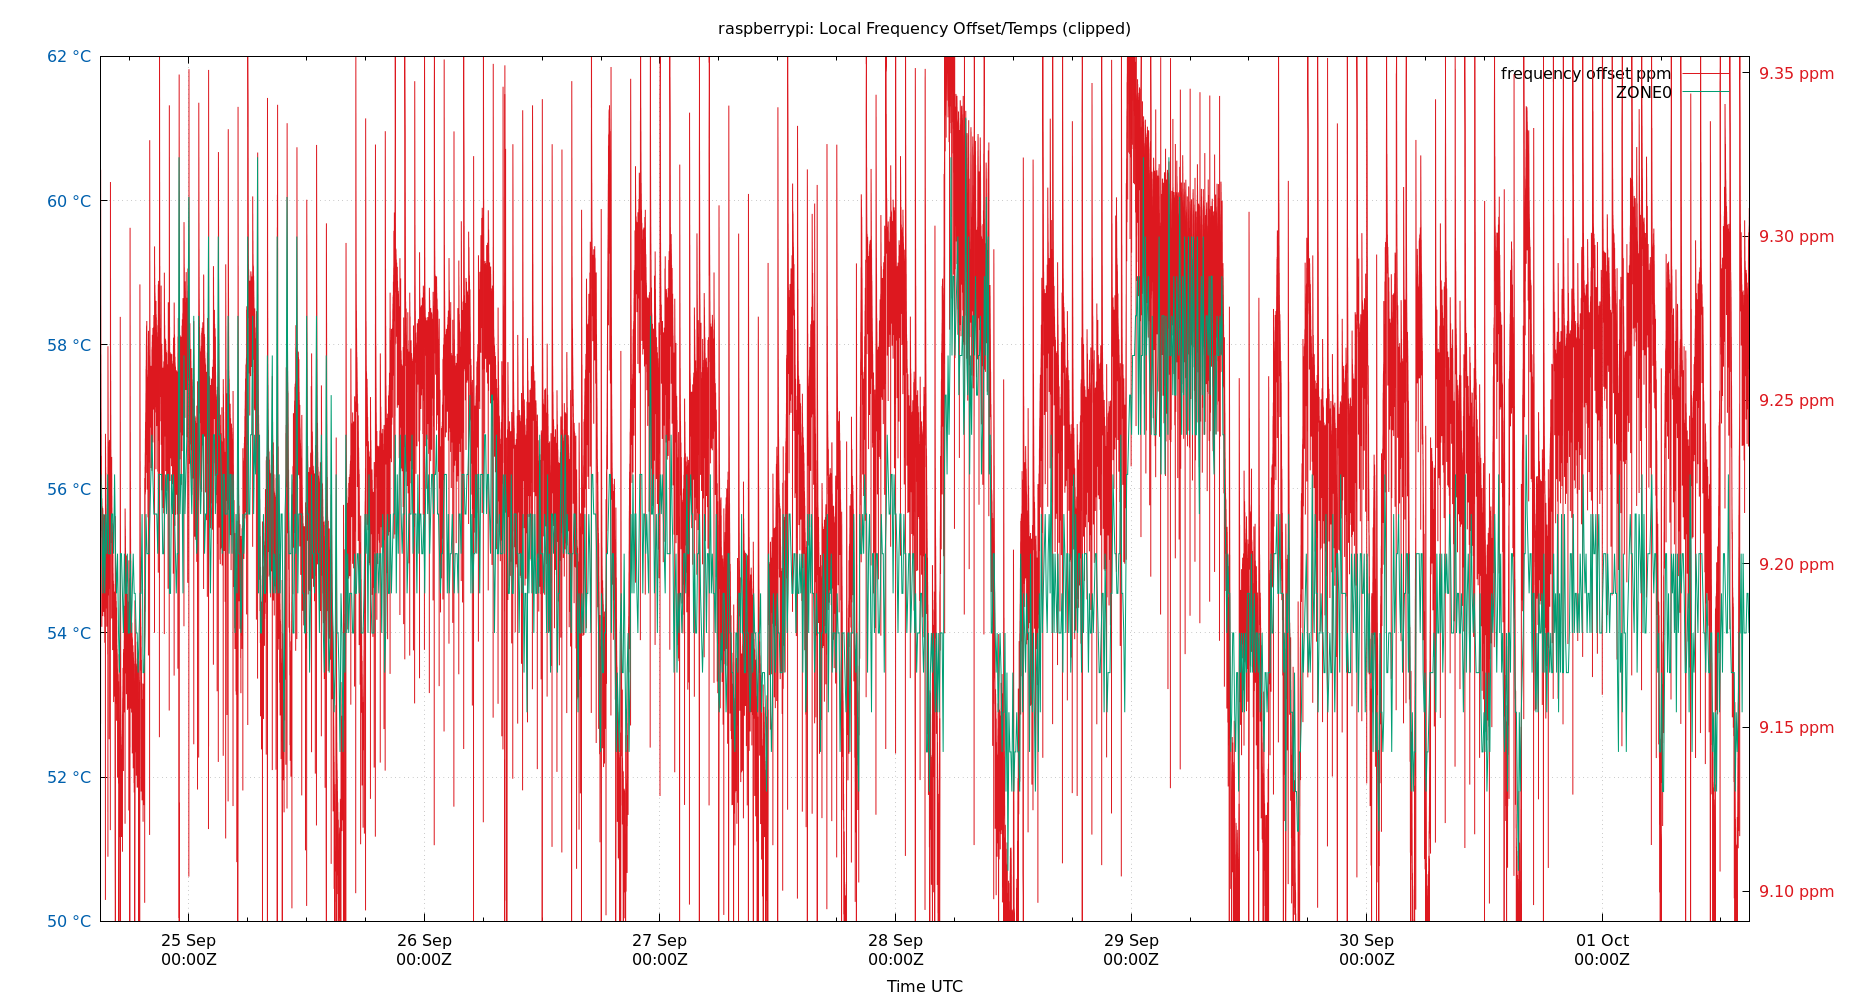 raspberrypi: Local Frequency Offset/Temps (clipped)
62 °C
60 °C
58 °C
56 °C
54 °C
52 °C
50 °C
frequency offset ppm
ZONE0
9.35 ppm
9.30 ppm
9.25 ppm
9.20 ppm
9.15 ppm
9.10 ppm
25 Sep
00:00Z
26 Sep
00:00Z
27 Sep
00:00Z
28 Sep
00:00Z
29 Sep
00:00Z
30 Sep
00:00Z
01 Oct
00:00Z
Time UTC